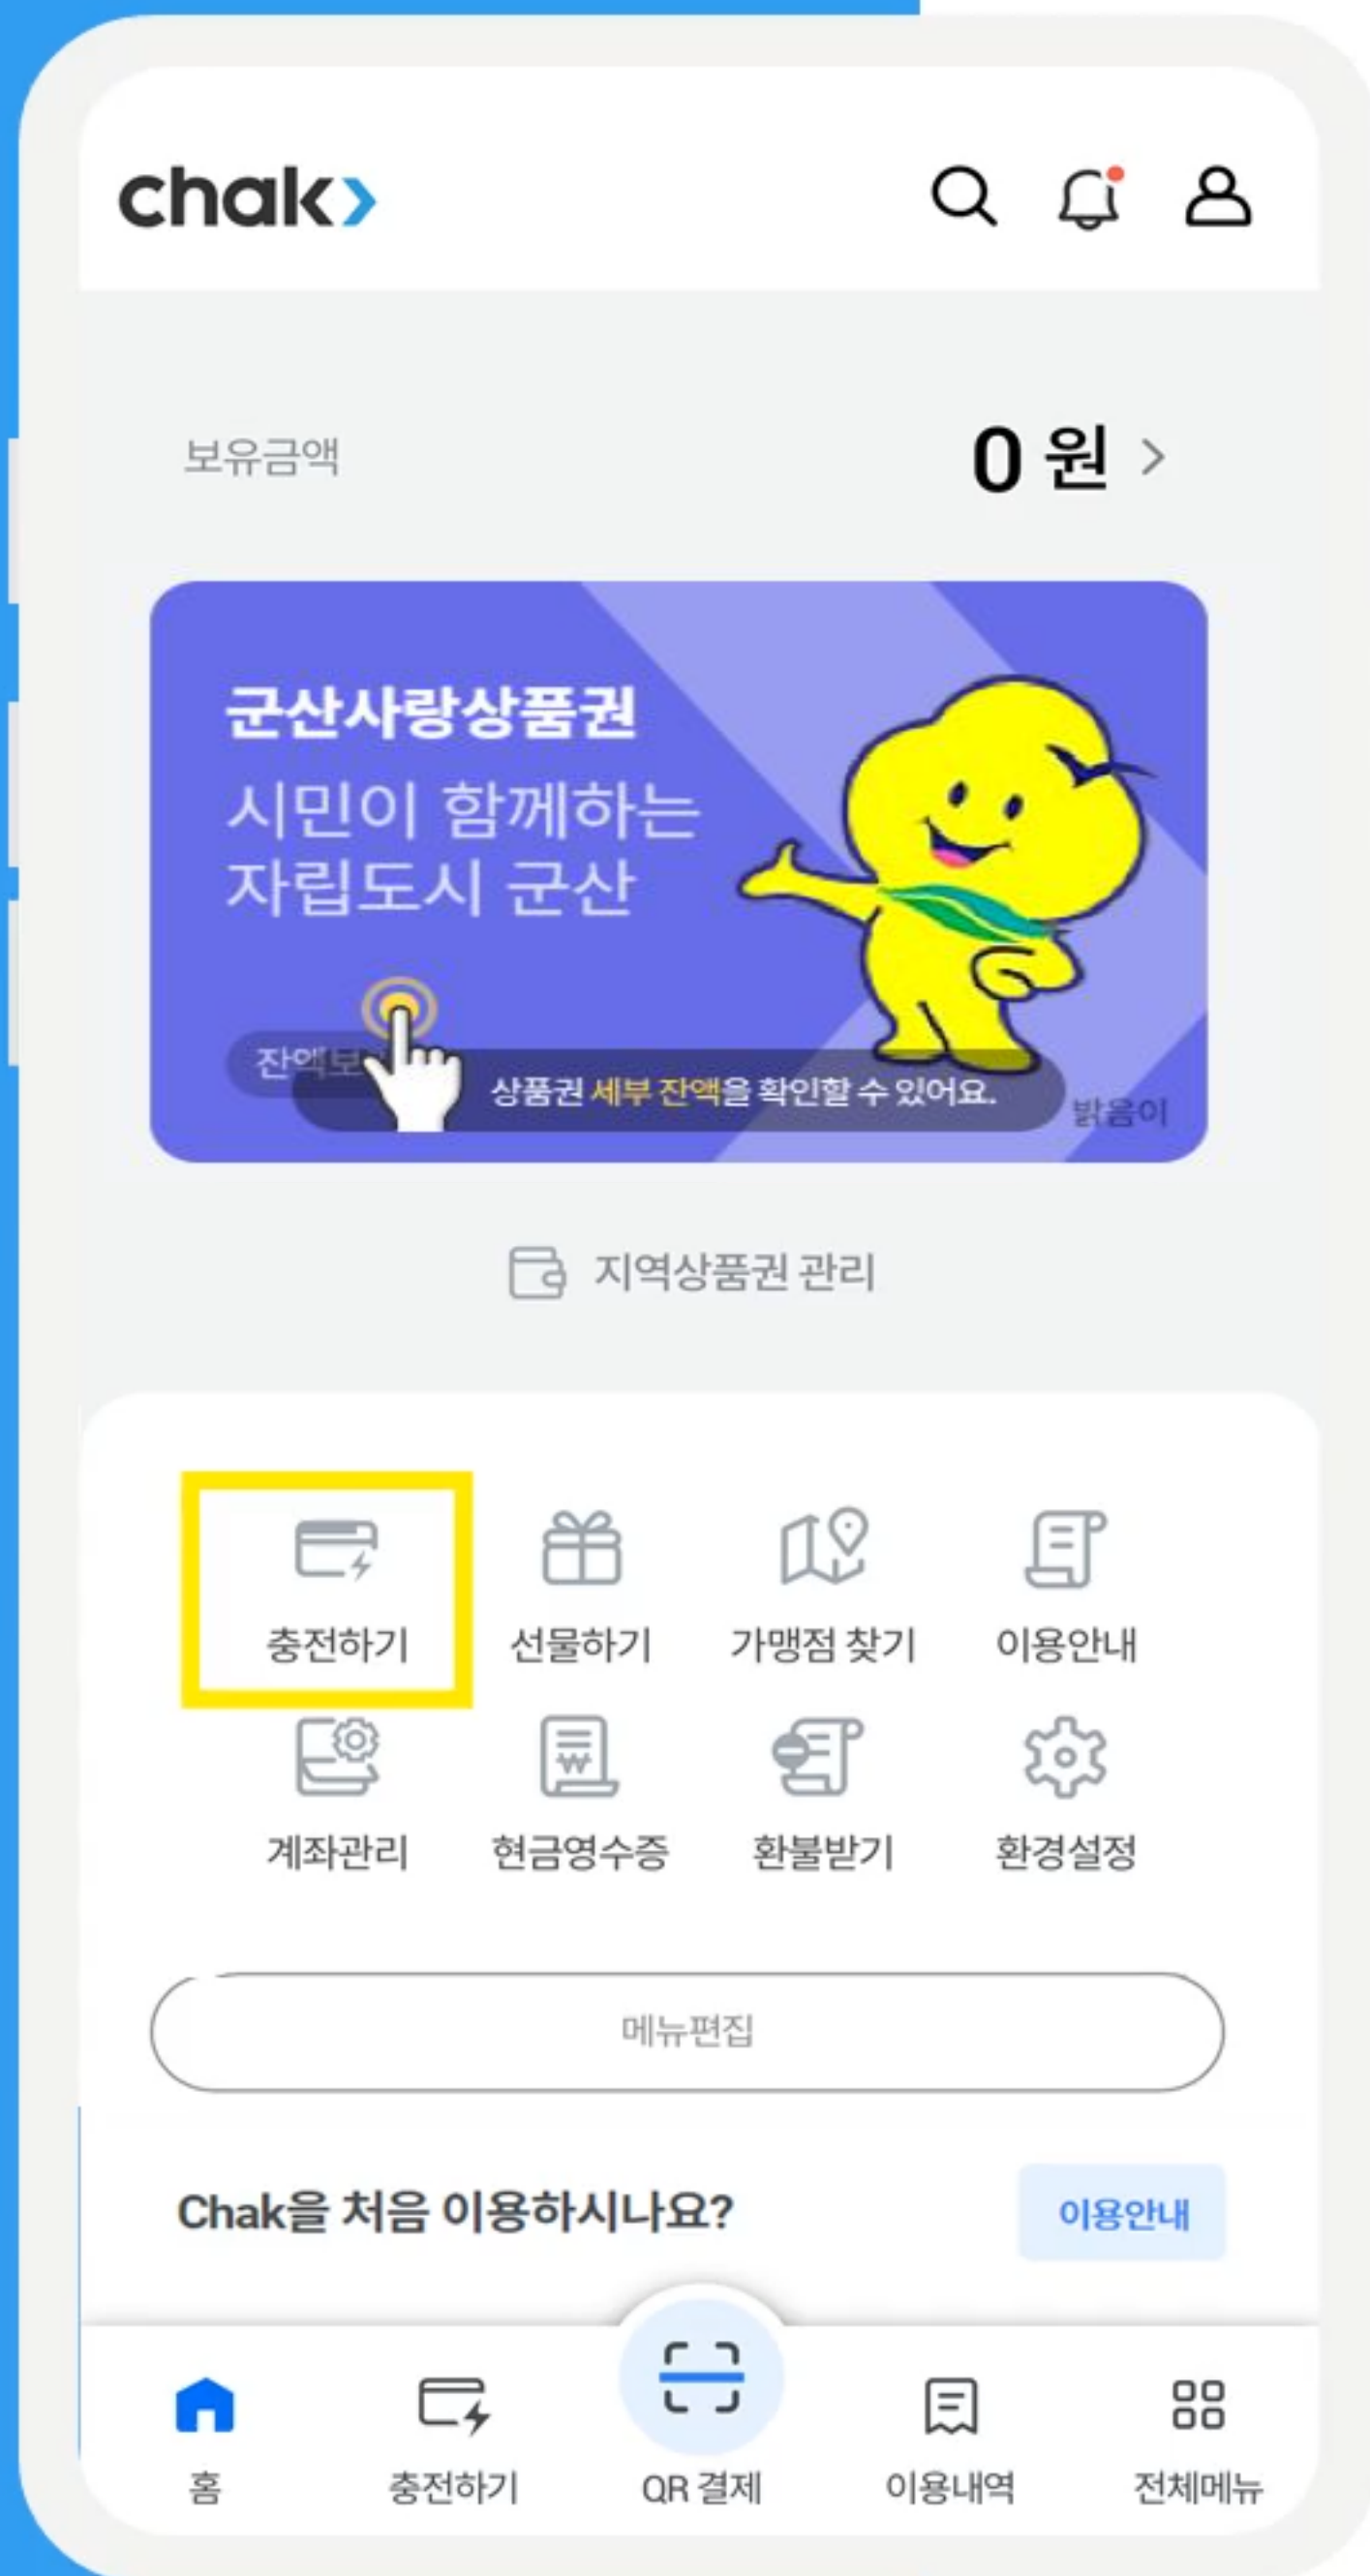 chak
보유금액
0 원
군산사랑상품권
시민이 함께하는
자립도시 군산
상품권 세부 잔액을 확인할 수 있어요.
밝음이
지역상품권 관리
충전하기 선물하기 가맹점 찾기 이용안내
계좌관리 현금영수증 환불받기 환경설정
메뉴편집
Chak을 처음 이용하시나요? 이용안내
홈 충전하기 QR 결제 이용내역 전체메뉴